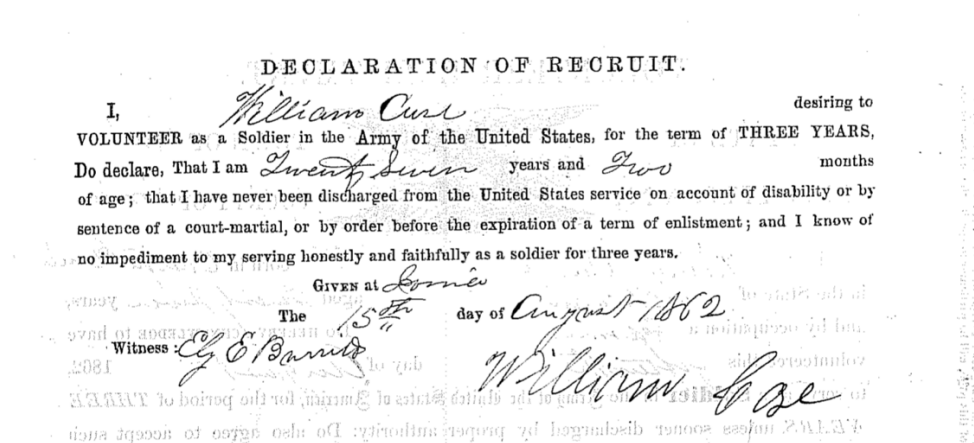 DECLARATION OF RECRUIT.
I, William Curl desiring to
VOLUNTEER as a Soldier in the Army of the United States, for the term of THREE YEARS,
Do declare, That I am Twenty Seven years and Two months
of age; that I have never been discharged from the United States service on account of disability or by
sentence of a court-martial, or by order before the expiration of a term of enlistment; and I know of
no impediment to my serving honestly and faithfully as a soldier for three years.
GIVEN at Ionia
The 15th day of August 1862
Witness: E
William